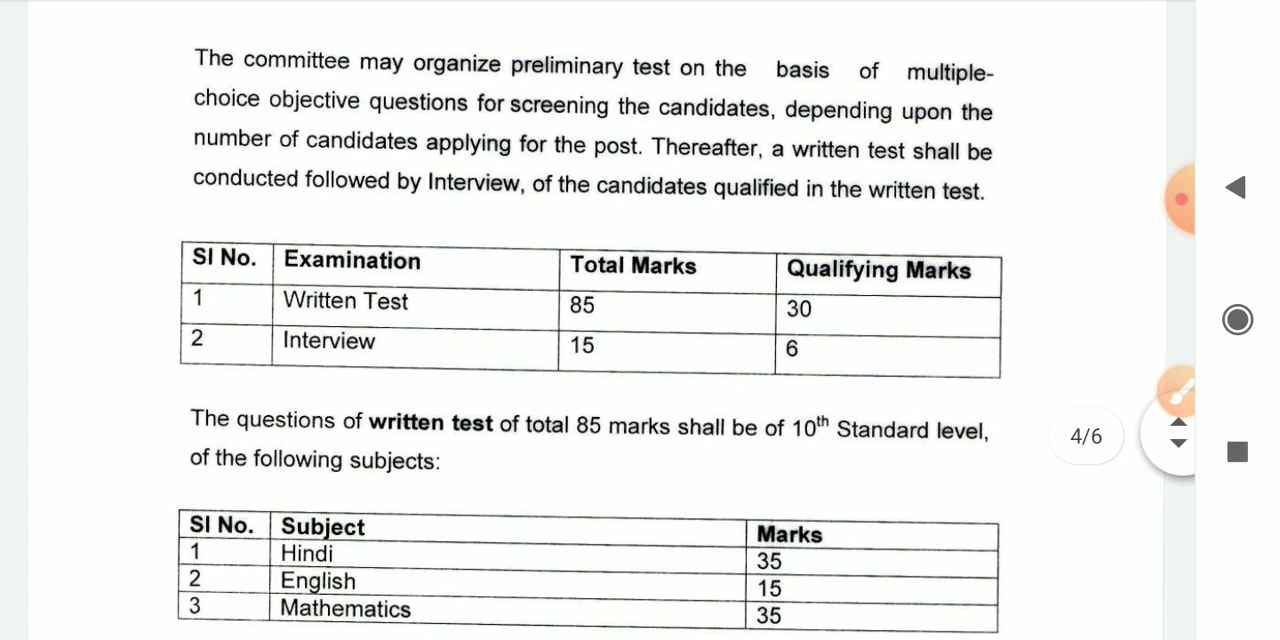 The committee may organize preliminary test on the basis of multiple-
choice objective questions for screening the candidates, depending upon the
number of candidates applying for the post. Thereafter, a written test shall be
conducted followed by Interview, of the candidates qualified in the written test.
Sl No. Examination Total Marks Qualifying Marks
1 Written Test 85 30
2 Interview 15 6
The questions of written test of total 85 marks shall be of 10th Standard level,
of the following subjects:
4/6
Sl No. Subject Marks
1 Hindi 35
2 English 15
3 Mathematics 35